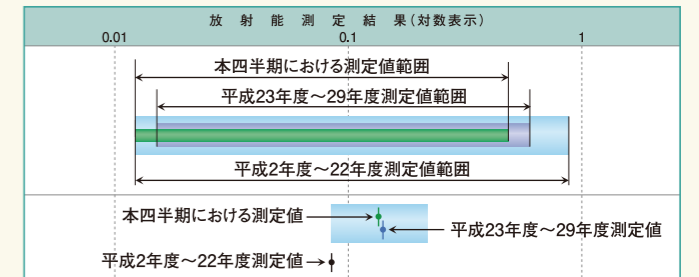 放射能測定結果(対数表示)
0.01 0.1 1
本四半期における測定値範囲
平成23年度〜29年度測定値範囲
平成2年度〜22年度測定値範囲
本四半期における測定値
平成23年度〜29年度測定値
平成2年度〜22年度測定値